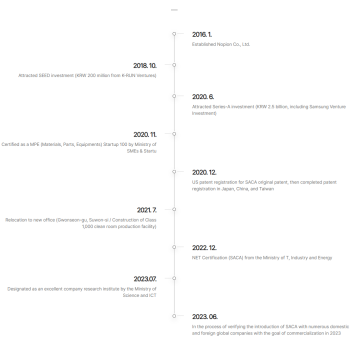 2016. 1.
Established Noplon Co., Ltd.
2018. 10.
Attracted SEED investment (KRW 200 million from K-RUN Ventures)
2020. 6.
Attracted Series-A investment (KRW 2.5 billion, including Samsung Venture
Investment)
2020. 11.
Certified as a MPE (Materials, Parts, Equipments) Startup 100 by Ministry of
SMEs & Starts
2020. 12.
US patent registration for SACA original patent, then completed patent
registration in Japan, China, and Taiwan
2021. 7.
Relocation to new office (Gwonseon-gu, Suwon-si / Construction of Class
1,000 clean room production facility)
2022. 12.
NET Certification (SACA) from the Ministry of T, Industry and Energy
2023.07.
Designated as an excellent company research institute by the Ministry of
Science and ICT
2023. 06.
In the process of verifying the introduction of SACA with numerous domestic
and foreign global companies with the goal of commercialization in 2023